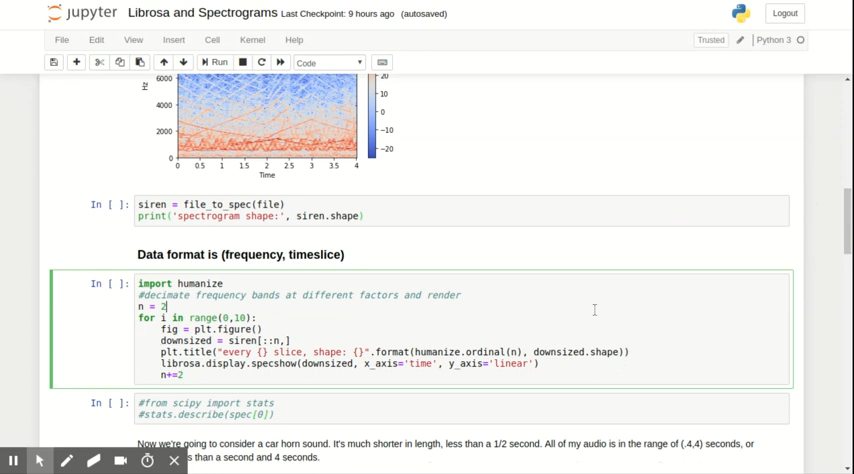 jupyter Librosa and Spectrograms Last Checkpoint: 9 hours ago (autosaved)
Logout
File Edit View Insert Cell Kernel Help
Trusted Python 3
Run Code
6000
4000
2000
0
Hz
0 0.5 1 1.5 2 2.5 3 3.5 4
Time
20
10
0
−10
−20
In [ ]: siren = file_to_spec(file)
print('spectrogram shape:', siren.shape)
Data format is (frequency, timeslice)
In [ ]: import humanize
#decimate frequency bands at different factors and render
n = 2
for i in range(0,10):
fig = plt.figure()
downsized = siren[::n,]
plt.title("every {} slice, shape: {}".format(humanize.ordinal(n), downsized.shape))
librosa.display.specshow(downsized, x_axis='time', y_axis='linear')
n+=2
In [ ]: #from scipy import stats
#stats.describe(spec[0])
Now we're going to consider a car horn sound. It's much shorter in length, less than a 1/2 second. All of my audio is in the range of (.4,4) seconds, or
s than a second and 4 seconds.